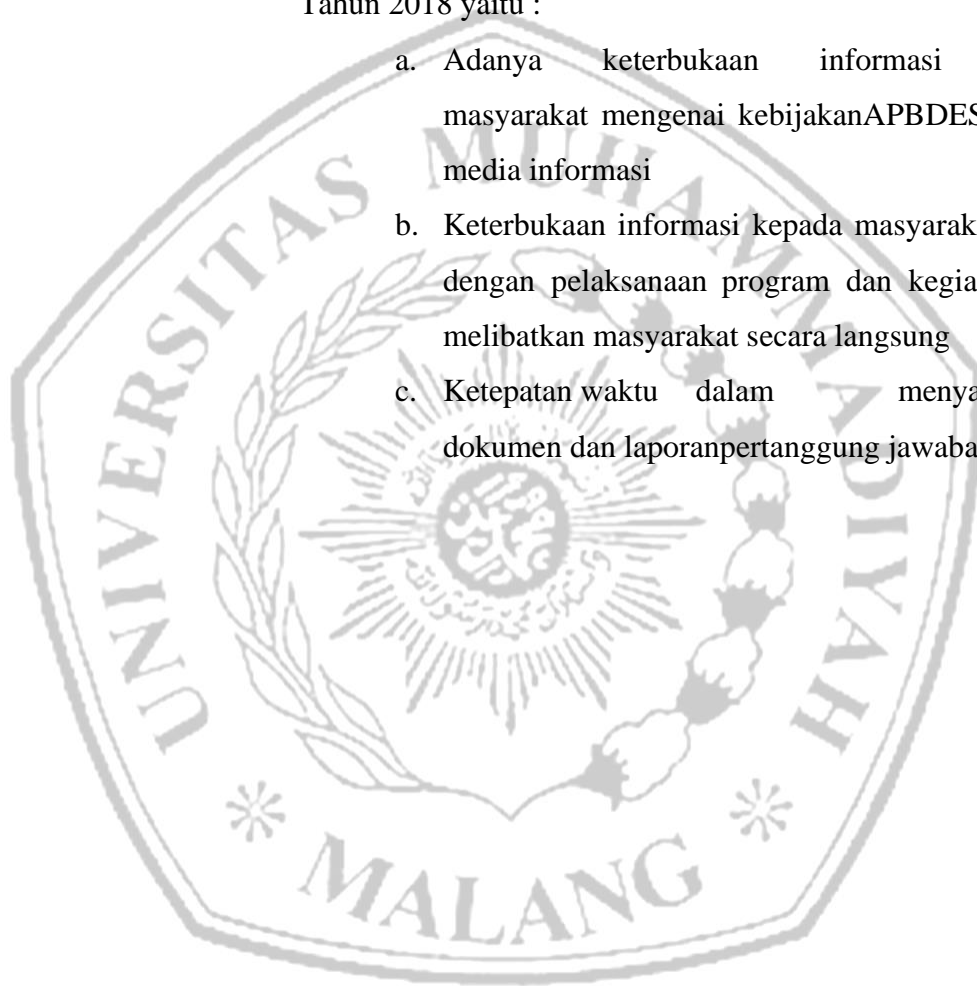 Tahun 2018 yaitu :
a. Adanya keterbukaan informasi
masyarakat mengenai kebijakanAPBDES
media informasi
b. Keterbukaan informasi kepada masyarak
dengan pelaksanaan program dan kegia
melibatkan masyarakat secara langsung
c. Ketepatan waktu dalam menya
dokumen dan laporanpertanggung jawaba
UNIVERSITAS MUHAMMADIYAH
MALANG